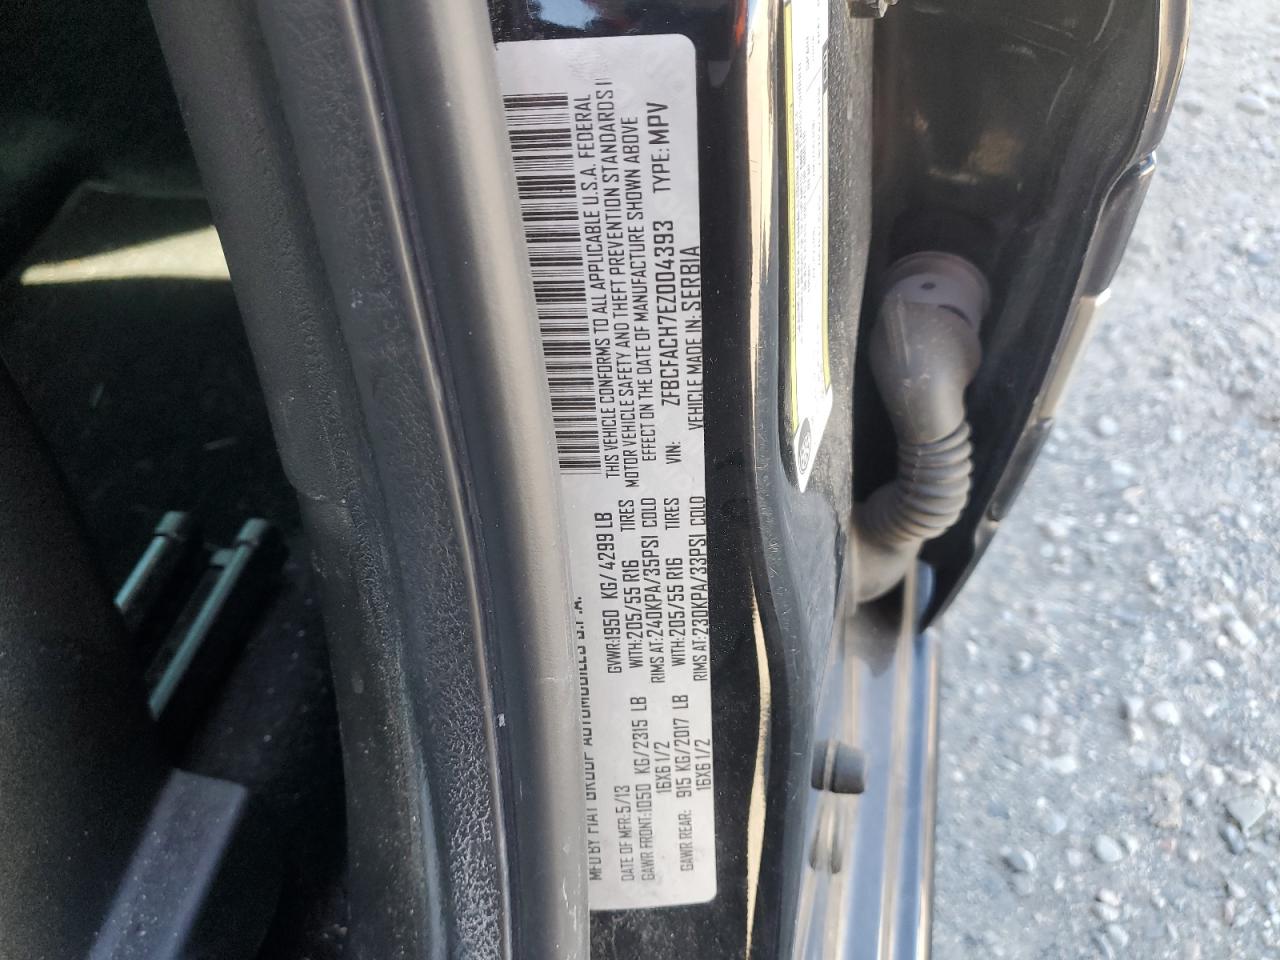 MFD BY FIAT GROUP AUTOMOBILES S.P.A.
DATE OF MFR:5/13 GVWR:1950 KG/4299 LB
GAWR FRONT:1050 KG/2315 LB WITH:205/55 R16 TIRES
16X6 1/2 RIMS AT:240KPA/35PSI COLD
GAWR REAR: 915 KG/2017 LB WITH:205/55 R16 TIRES
16X6 1/2 RIMS AT:230KPA/33PSI COLD
THIS VEHICLE CONFORMS TO ALL APPLICABLE U.S.A. FEDERAL
MOTOR VEHICLE SAFETY AND THEFT PREVENTION STANDARDS I
EFFECT ON THE DATE OF MANUFACTURE SHOWN ABOVE
VIN: ZFBCFACH7EZ004393 TYPE: MPV
VEHICLE MADE IN: SERBIA